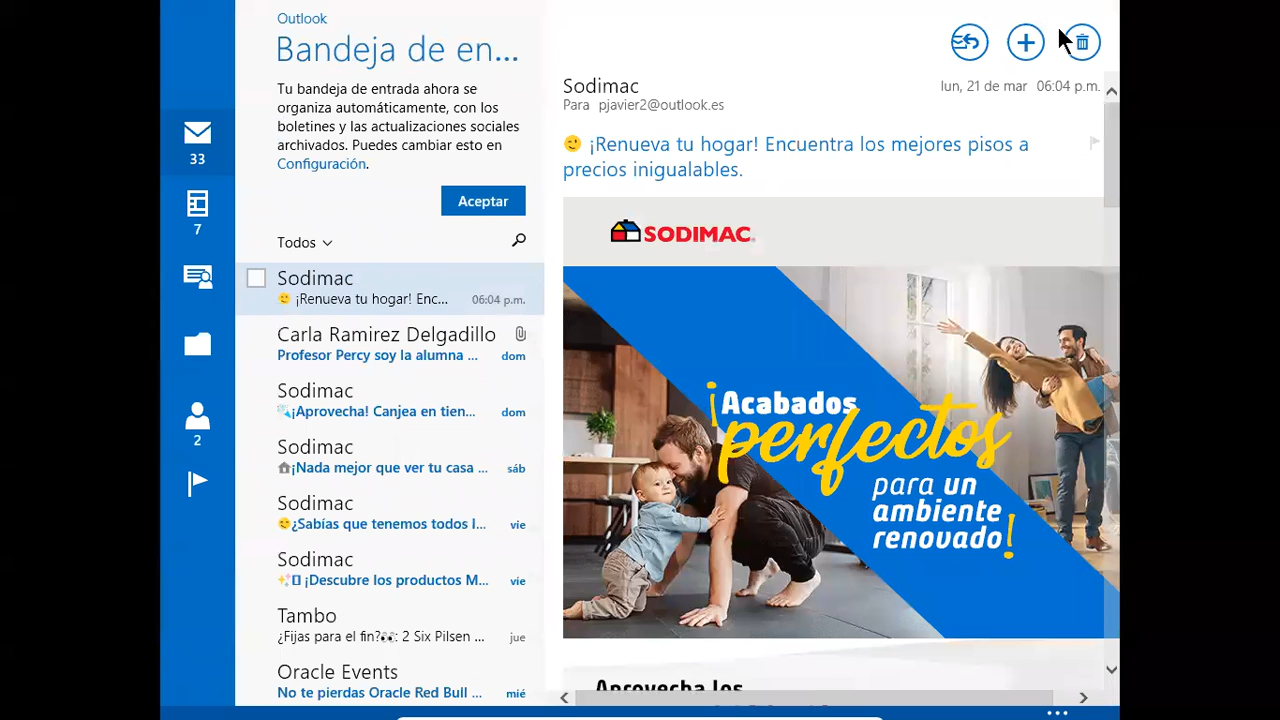 33
7
2
Outlook
Bandeja de en...
Tu bandeja de entrada ahora se
organiza automáticamente, con los
boletines y las actualizaciones sociales
archivados. Puedes cambiar esto en
Configuración.
Aceptar
Todos
Sodimac
¡Renueva tu hogar! Enc...
06:04 p.m.
Carla Ramirez Delgadillo
Profesor Percy soy la alumna ...
dom
Sodimac
¡Aprovecha! Canjea en tien...
dom
Sodimac
¡Nada mejor que ver tu casa ...
sáb
Sodimac
¿Sabías que tenemos todos l...
vie
Sodimac
¡Descubre los productos M...
vie
Tambo
¿Fijas para el fin?👀: 2 Six Pilsen ...
jue
Oracle Events
No te pierdas Oracle Red Bull ...
mié
Sodimac
lun, 21 de mar 06:04 p.m.
Para pjavier2@outlook.es
¡Renueva tu hogar! Encuentra los mejores pisos a
precios inigualables.
SODIMAC
¡Acabados
perfectos
para un
ambiente
renovado!
Aprovecha los